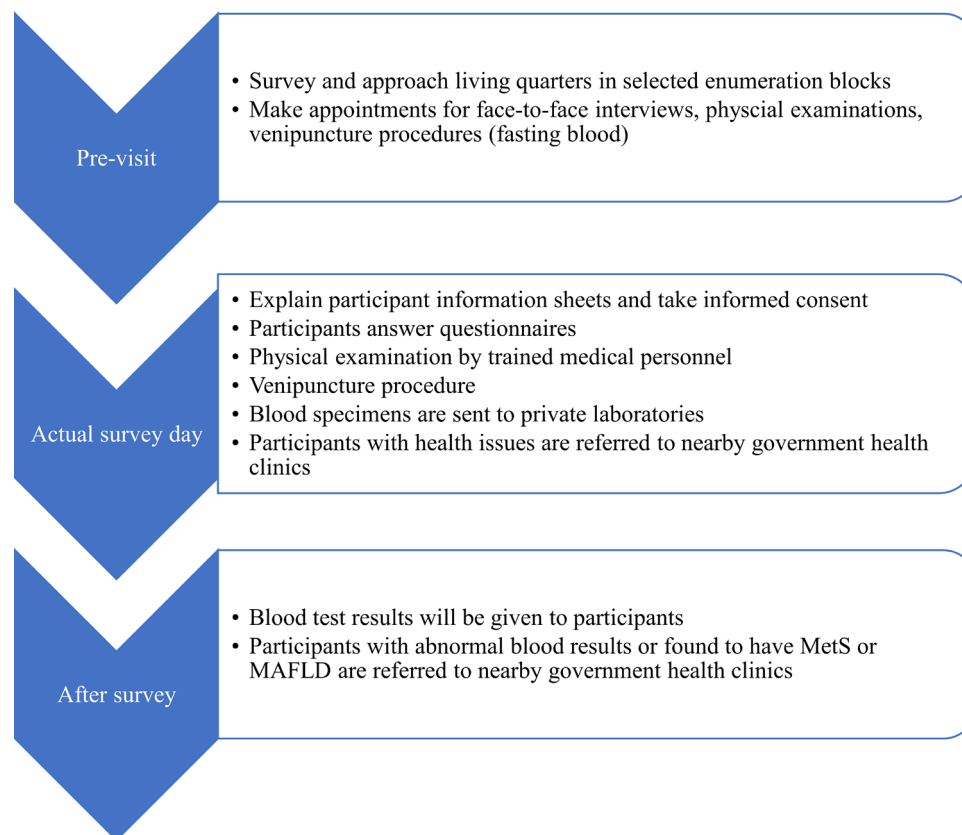 Pre-visit
• Survey and approach living quarters in selected enumeration blocks
• Make appointments for face-to-face interviews, physcial examinations,
venipuncture procedures (fasting blood)
Actual survey day
• Explain participant information sheets and take informed consent
• Participants answer questionnaires
• Physical examination by trained medical personnel
• Venipuncture procedure
• Blood specimens are sent to private laboratories
• Participants with health issues are referred to nearby government health
clinics
After survey
• Blood test results will be given to participants
• Participants with abnormal blood results or found to have MetS or
MAFLD are referred to nearby government health clinics